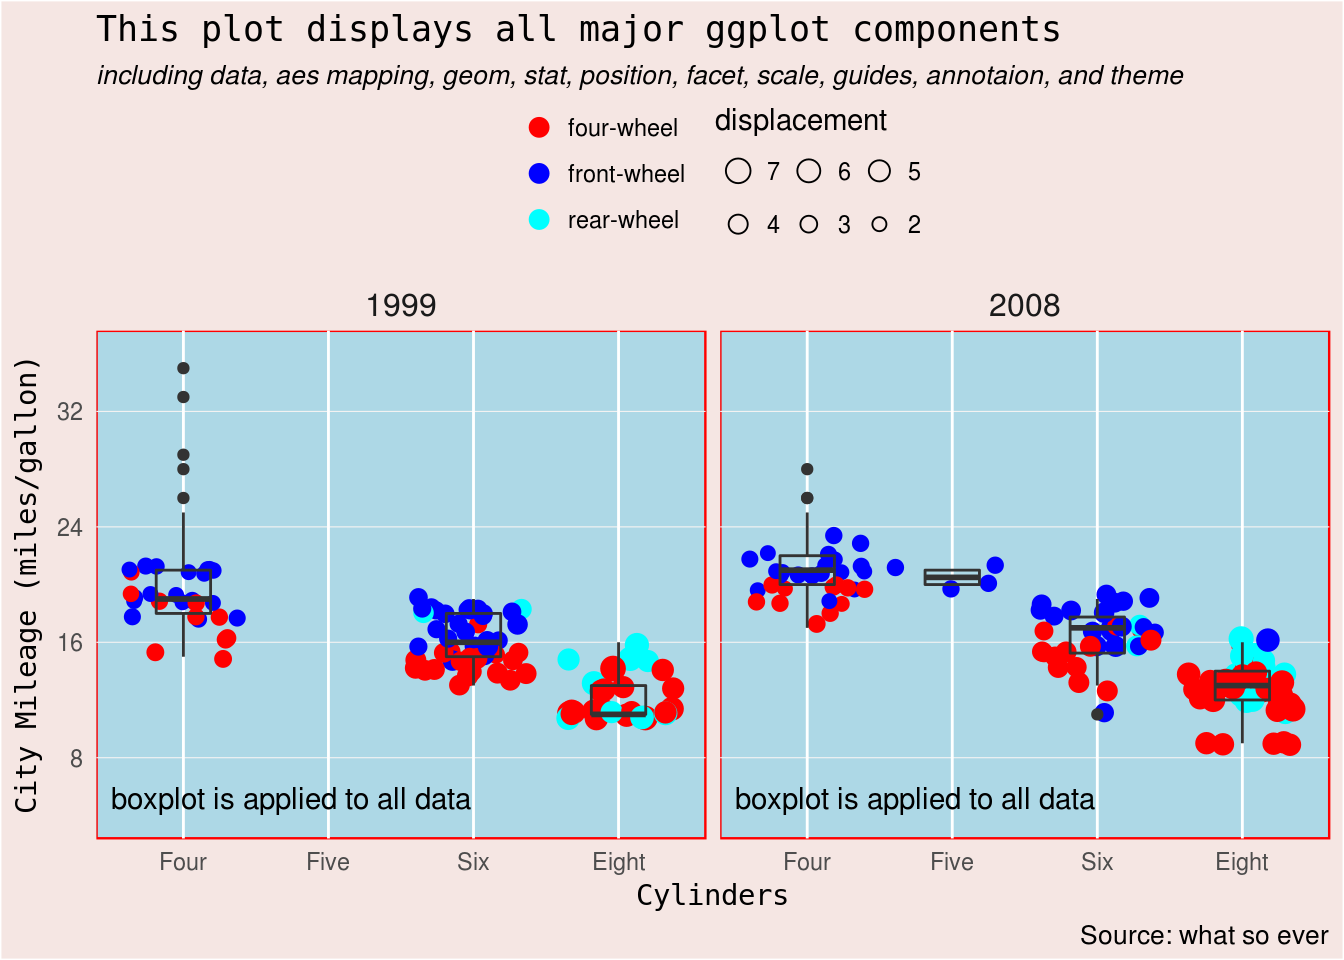 This plot displays all major ggplot components
including data, aes mapping, geom, stat, position, facet, scale, guides, annotaion, and theme
four-wheel
front-wheel
rear-wheel
displacement
7 6 5
4 3 2
1999 2008
City Mileage (miles/gallon)
32
24
16
8
boxplot is applied to all data boxplot is applied to all data
Four Five Six Eight Four Five Six Eight
Cylinders
Source: what so ever